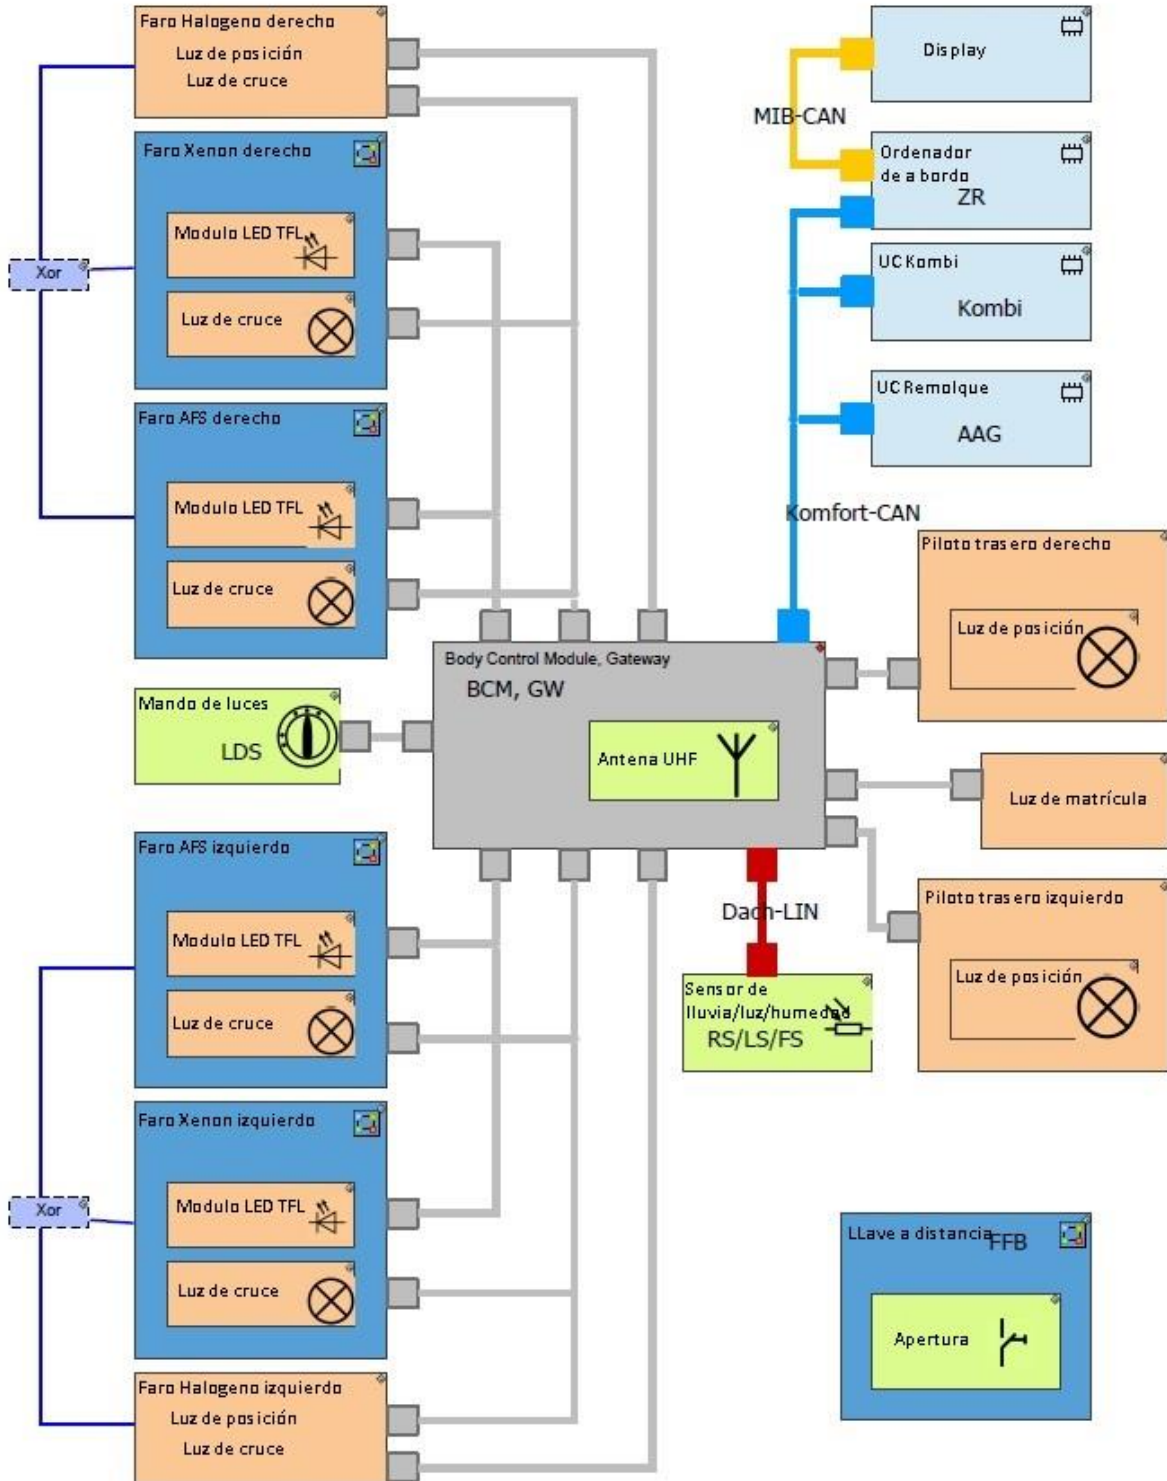 Faro Halogeno derecho
Luz de posición
Luz de cruce
Faro Xenon derecho
Modulo LED TFL
Luz de cruce
Xor
Faro AFS derecho
Modulo LED TFL
Luz de cruce
Display
MIB-CAN
Ordenador
de a bordo
ZR
UC Kombi
Kombi
UC Remolque
AAG
Komfort-CAN
Piloto trasero derecho
Luz de posición
Body Control Module, Gateway
BCM, GW
Antena UHF
Mando de luces
LDS
Luz de matrícula
Faro AFS izquierdo
Modulo LED TFL
Luz de cruce
Dach-LIN
Sensor de
lluvia/luz/humedad
RS/LS/FS
Piloto trasero izquierdo
Luz de posición
Faro Xenon izquierdo
Modulo LED TFL
Luz de cruce
Xor
LLave a distancia FFB
Apertura
Faro Halogeno izquierdo
Luz de posición
Luz de cruce